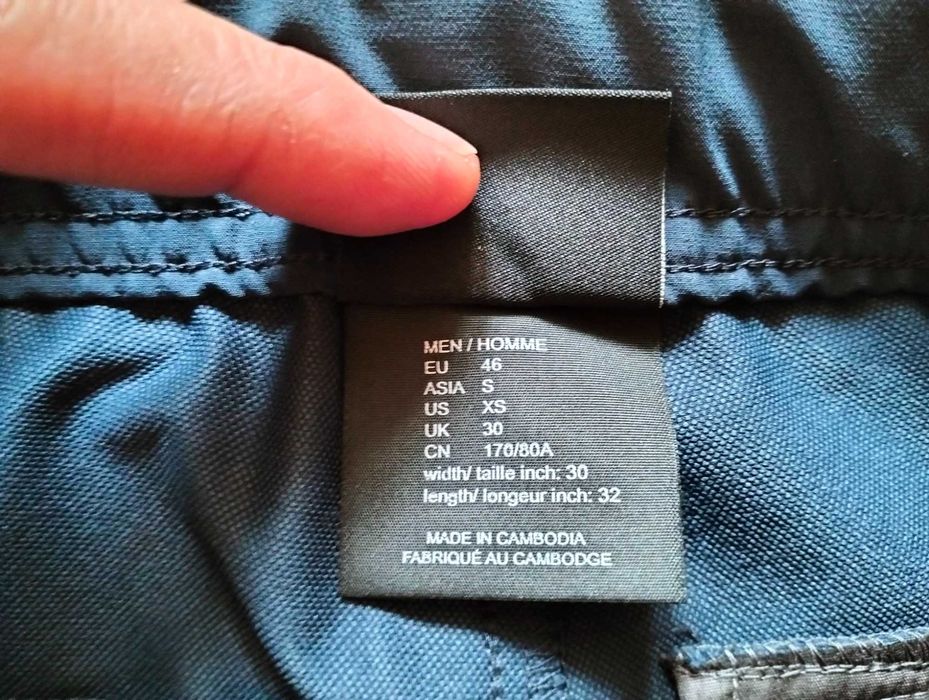 MEN / HOMME
EU 46
ASIA S
US XS
UK 30
CN 170/80A
width/ taille inch: 30
length/ longeur inch: 32
MADE IN CAMBODIA
FABRIQUÉ AU CAMBODGE